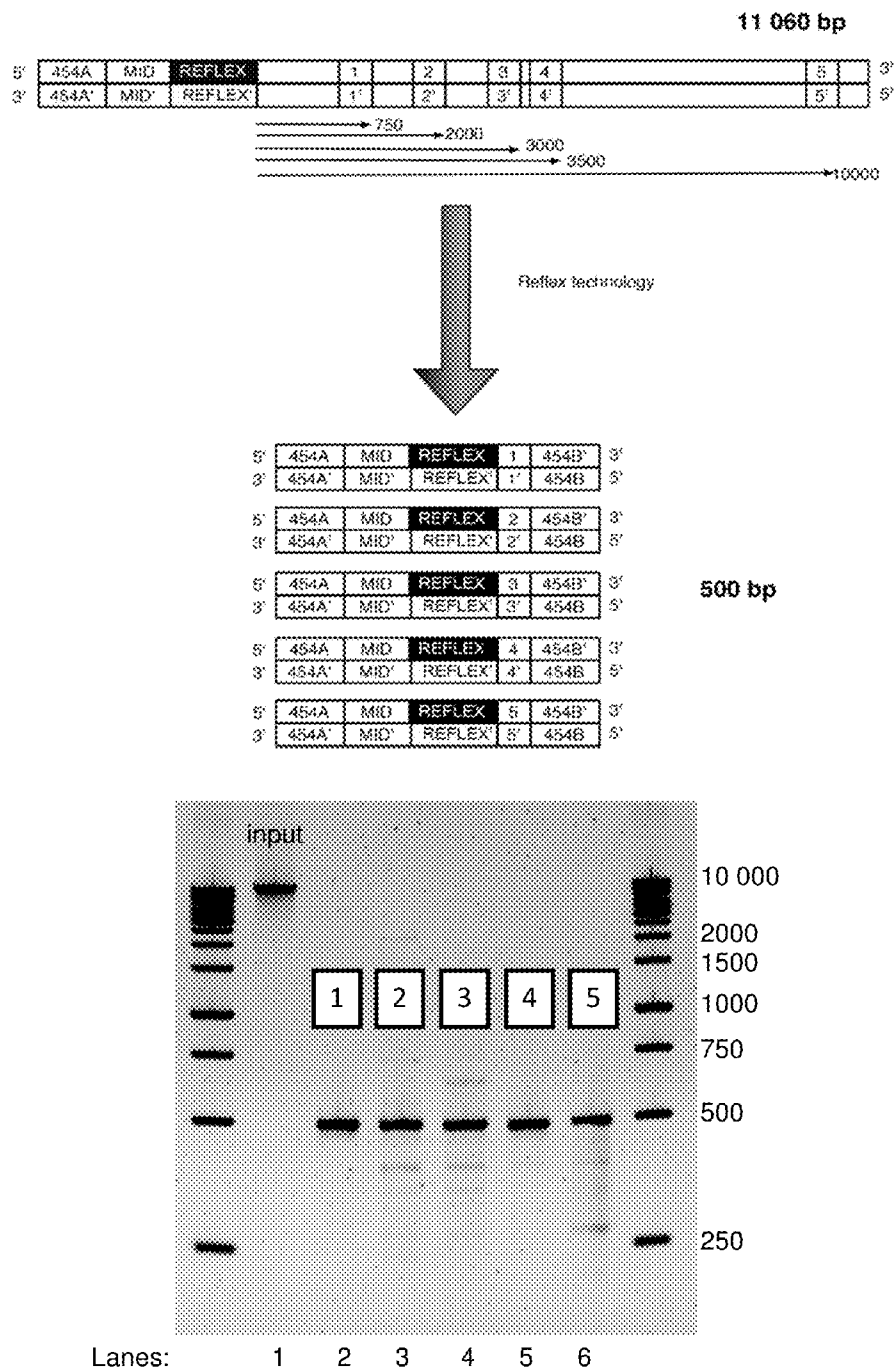 11 060 bp
5' 454A MID REFLEX 1 2 3 4 5 3'
3' 454A' MID' REFLEX' 1' 2' 3' 4' 5' 5'
750
2000
3000
3500
10000
Reflex technology
5' 454A MID REFLEX 1 454B' 3'
3' 454A' MID' REFLEX' 1' 454B 5'
5' 454A MID REFLEX 2 454B' 3'
3' 454A' MID' REFLEX' 2' 454B 5'
5' 454A MID REFLEX 3 454B' 3'
3' 454A' MID' REFLEX' 3' 454B 5'
500 bp
5' 454A MID REFLEX 4 454B' 3'
3' 454A' MID' REFLEX' 4' 454B 5'
5' 454A MID REFLEX 5 454B' 3'
3' 454A' MID' REFLEX' 5' 454B 5'
input
10 000
2000
1500
1 2 3 4 5
1000
750
500
250
Lanes: 1 2 3 4 5 6